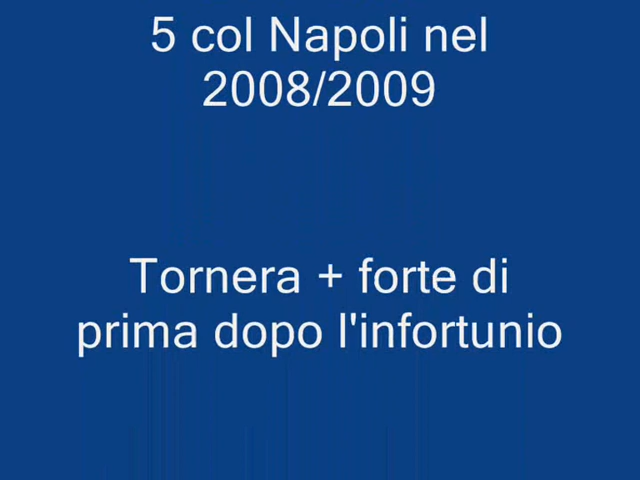 5 col Napoli nel
2008/2009
Tornera + forte di
prima dopo l'infortunio